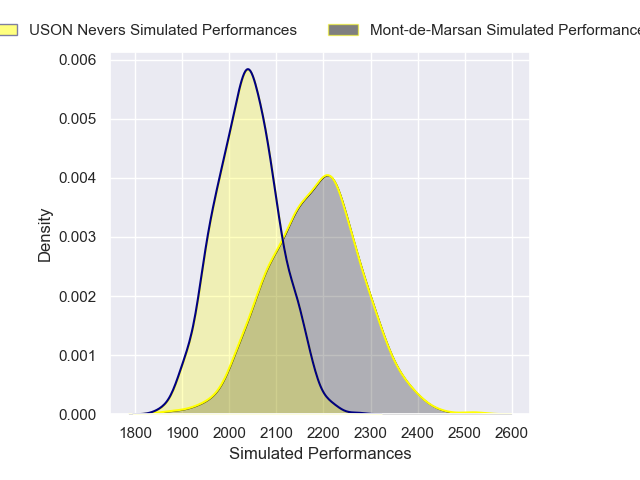 USON Nevers Simulated Performances
Mont-de-Marsan Simulated Performance
0.006
0.005
0.004
0.003
0.002
0.001
0.000
Density
1800 1900 2000 2100 2200 2300 2400 2500 2600
Simulated Performances